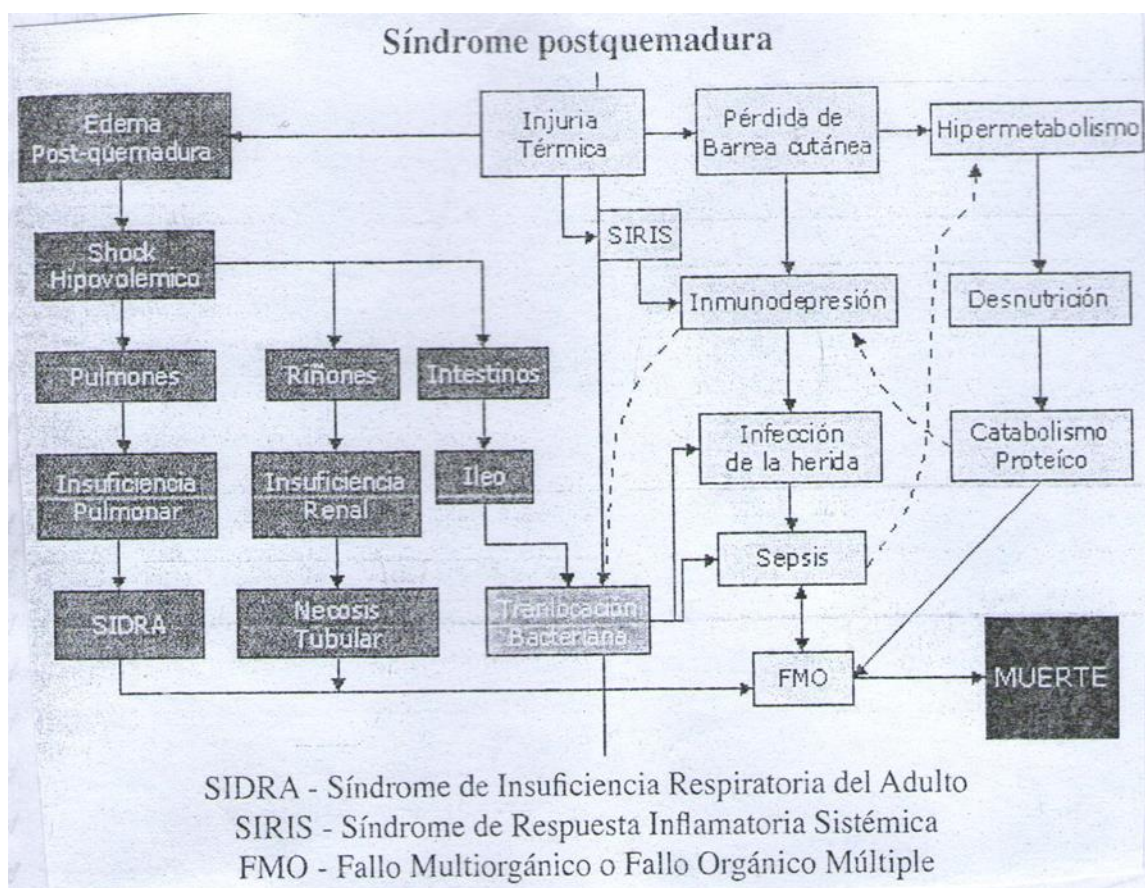 Síndrome postquemadura
Edema
Post-quemadura
Injuria
Térmica
Pérdida de
Barrea cutánea
Hipermetabolismo
Shock
Hipovolemico
SIRIS
Inmunodepresión
Desnutrición
Pulmones
Riñones
Intestinos
Infección
de la herida
Catabolismo
Proteíco
Insuficiencia
Pulmonar
Insuficiencia
Renal
Ileo
Sepsis
SIDRA
Necosis
Tubular
Tranlocación
Bacteriana
FMO
MUERTE
SIDRA - Síndrome de Insuficiencia Respiratoria del Adulto
SIRIS - Síndrome de Respuesta Inflamatoria Sistémica
FMO - Fallo Multiorgánico o Fallo Orgánico Múltiple